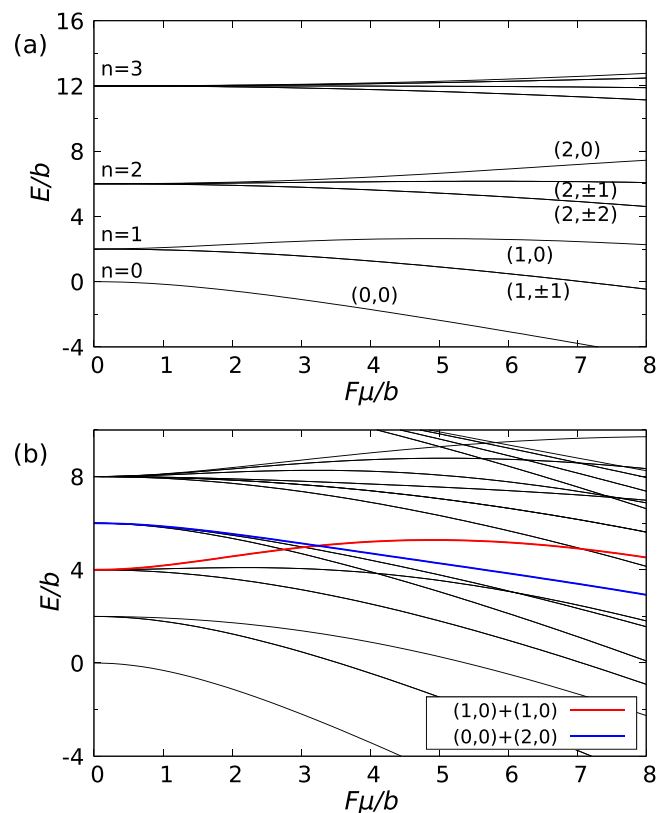 (a)
16
12
8
4
0
-4
E/b
n=3
n=2
n=1
n=0
(2,0)
(2,±1)
(2,±2)
(1,0)
(1,±1)
(0,0)
0 1 2 3 4 5 6 7 8
Fμ/b
(b)
8
4
0
-4
E/b
(1,0)+(1,0)
(0,0)+(2,0)
0 1 2 3 4 5 6 7 8
Fμ/b